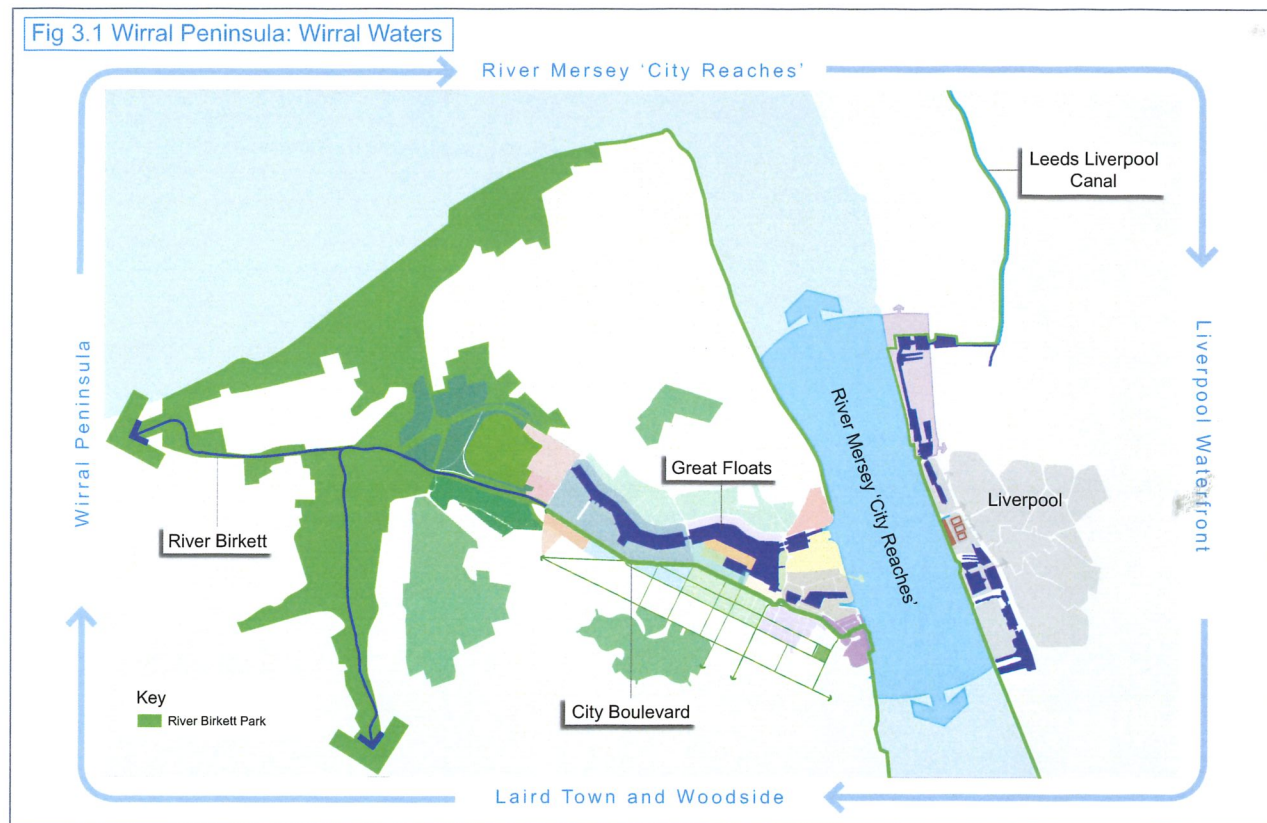 Fig 3.1 Wirral Peninsula: Wirral Waters
River Mersey 'City Reaches'
Leeds Liverpool
Canal
Wirral Peninsula
Liverpool Waterfront
River Mersey 'City Reaches'
Great Floats
Liverpool
River Birkett
City Boulevard
Key
River Birkett Park
Laird Town and Woodside